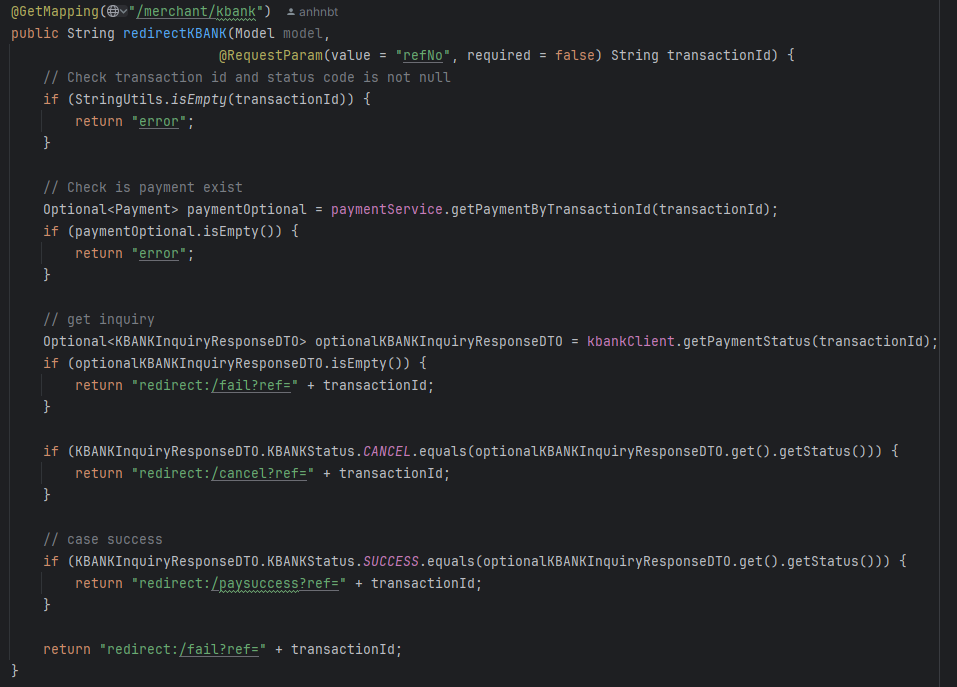 @GetMapping("/merchant/kbank") anhnbt
public String redirectKBANK(Model model,
@RequestParam(value = "refNo", required = false) String transactionId) {
// Check transaction id and status code is not null
if (StringUtils.isEmpty(transactionId)) {
return "error";
}
// Check is payment exist
Optional<Payment> paymentOptional = paymentService.getPaymentByTransactionId(transactionId);
if (paymentOptional.isEmpty()) {
return "error";
}
// get inquiry
Optional<KBANKInquiryResponseDTO> optionalKBANKInquiryResponseDTO = kbankClient.getPaymentStatus(transactionId);
if (optionalKBANKInquiryResponseDTO.isEmpty()) {
return "redirect:/fail?ref=" + transactionId;
}
if (KBANKInquiryResponseDTO.KBANKStatus.CANCEL.equals(optionalKBANKInquiryResponseDTO.get().getStatus())) {
return "redirect:/cancel?ref=" + transactionId;
}
// case success
if (KBANKInquiryResponseDTO.KBANKStatus.SUCCESS.equals(optionalKBANKInquiryResponseDTO.get().getStatus())) {
return "redirect:/paysuccess?ref=" + transactionId;
}
return "redirect:/fail?ref=" + transactionId;
}